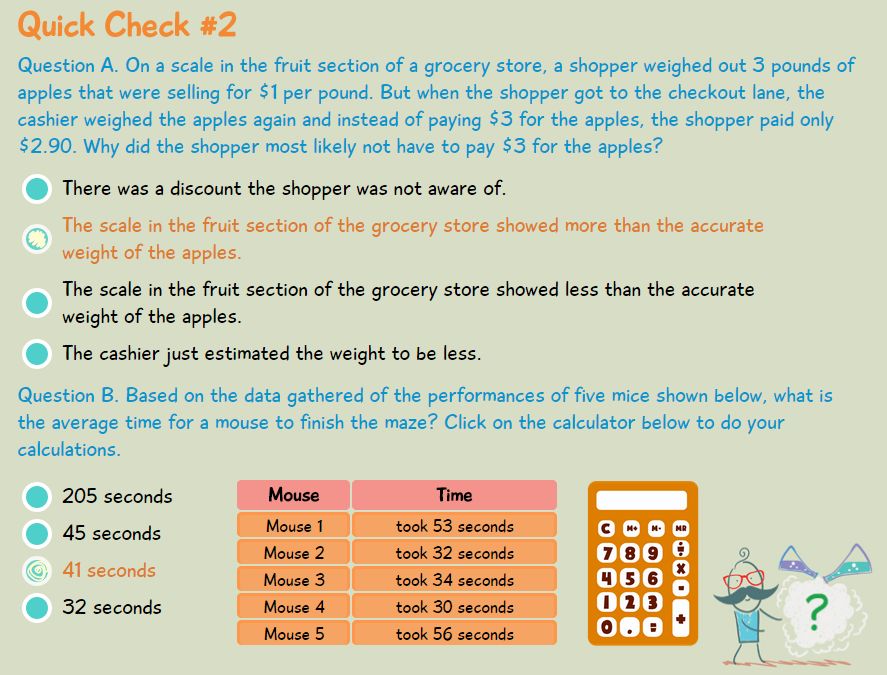 Quick Check #2
Question A. On a scale in the fruit section of a grocery store, a shopper weighed out 3 pounds of
apples that were selling for $1 per pound. But when the shopper got to the checkout lane, the
cashier weighed the apples again and instead of paying $3 for the apples, the shopper paid only
$2.90. Why did the shopper most likely not have to pay $3 for the apples?
There was a discount the shopper was not aware of.
The scale in the fruit section of the grocery store showed more than the accurate
weight of the apples.
The scale in the fruit section of the grocery store showed less than the accurate
weight of the apples.
The cashier just estimated the weight to be less.
Question B. Based on the data gathered of the performances of five mice shown below, what is
the average time for a mouse to finish the maze? Click on the calculator below to do your
calculations.
205 seconds
45 seconds
41 seconds
32 seconds
Mouse Time
Mouse 1 took 53 seconds
Mouse 2 took 32 seconds
Mouse 3 took 34 seconds
Mouse 4 took 30 seconds
Mouse 5 took 56 seconds
C M+ M- MR
7 8 9 ÷
4 5 6 X
1 2 3 -
0 . = +
?